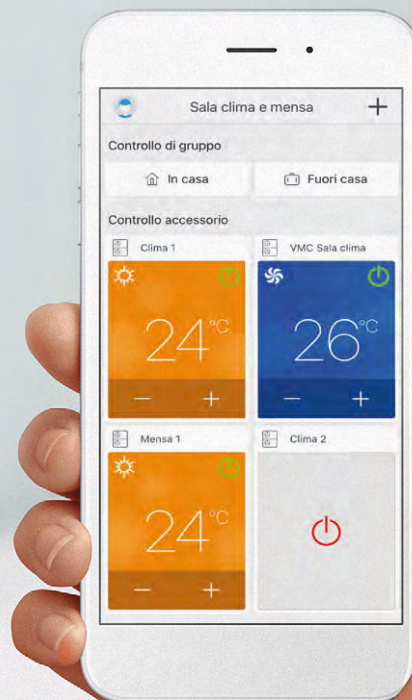 Sala clima e mensa
Controllo di gruppo
In casa
Fuori casa
Controllo accessorio
Clima 1
VMC Sala clima
24°C
26°C
− +
− +
Mensa 1
Clima 2
24°C
− +